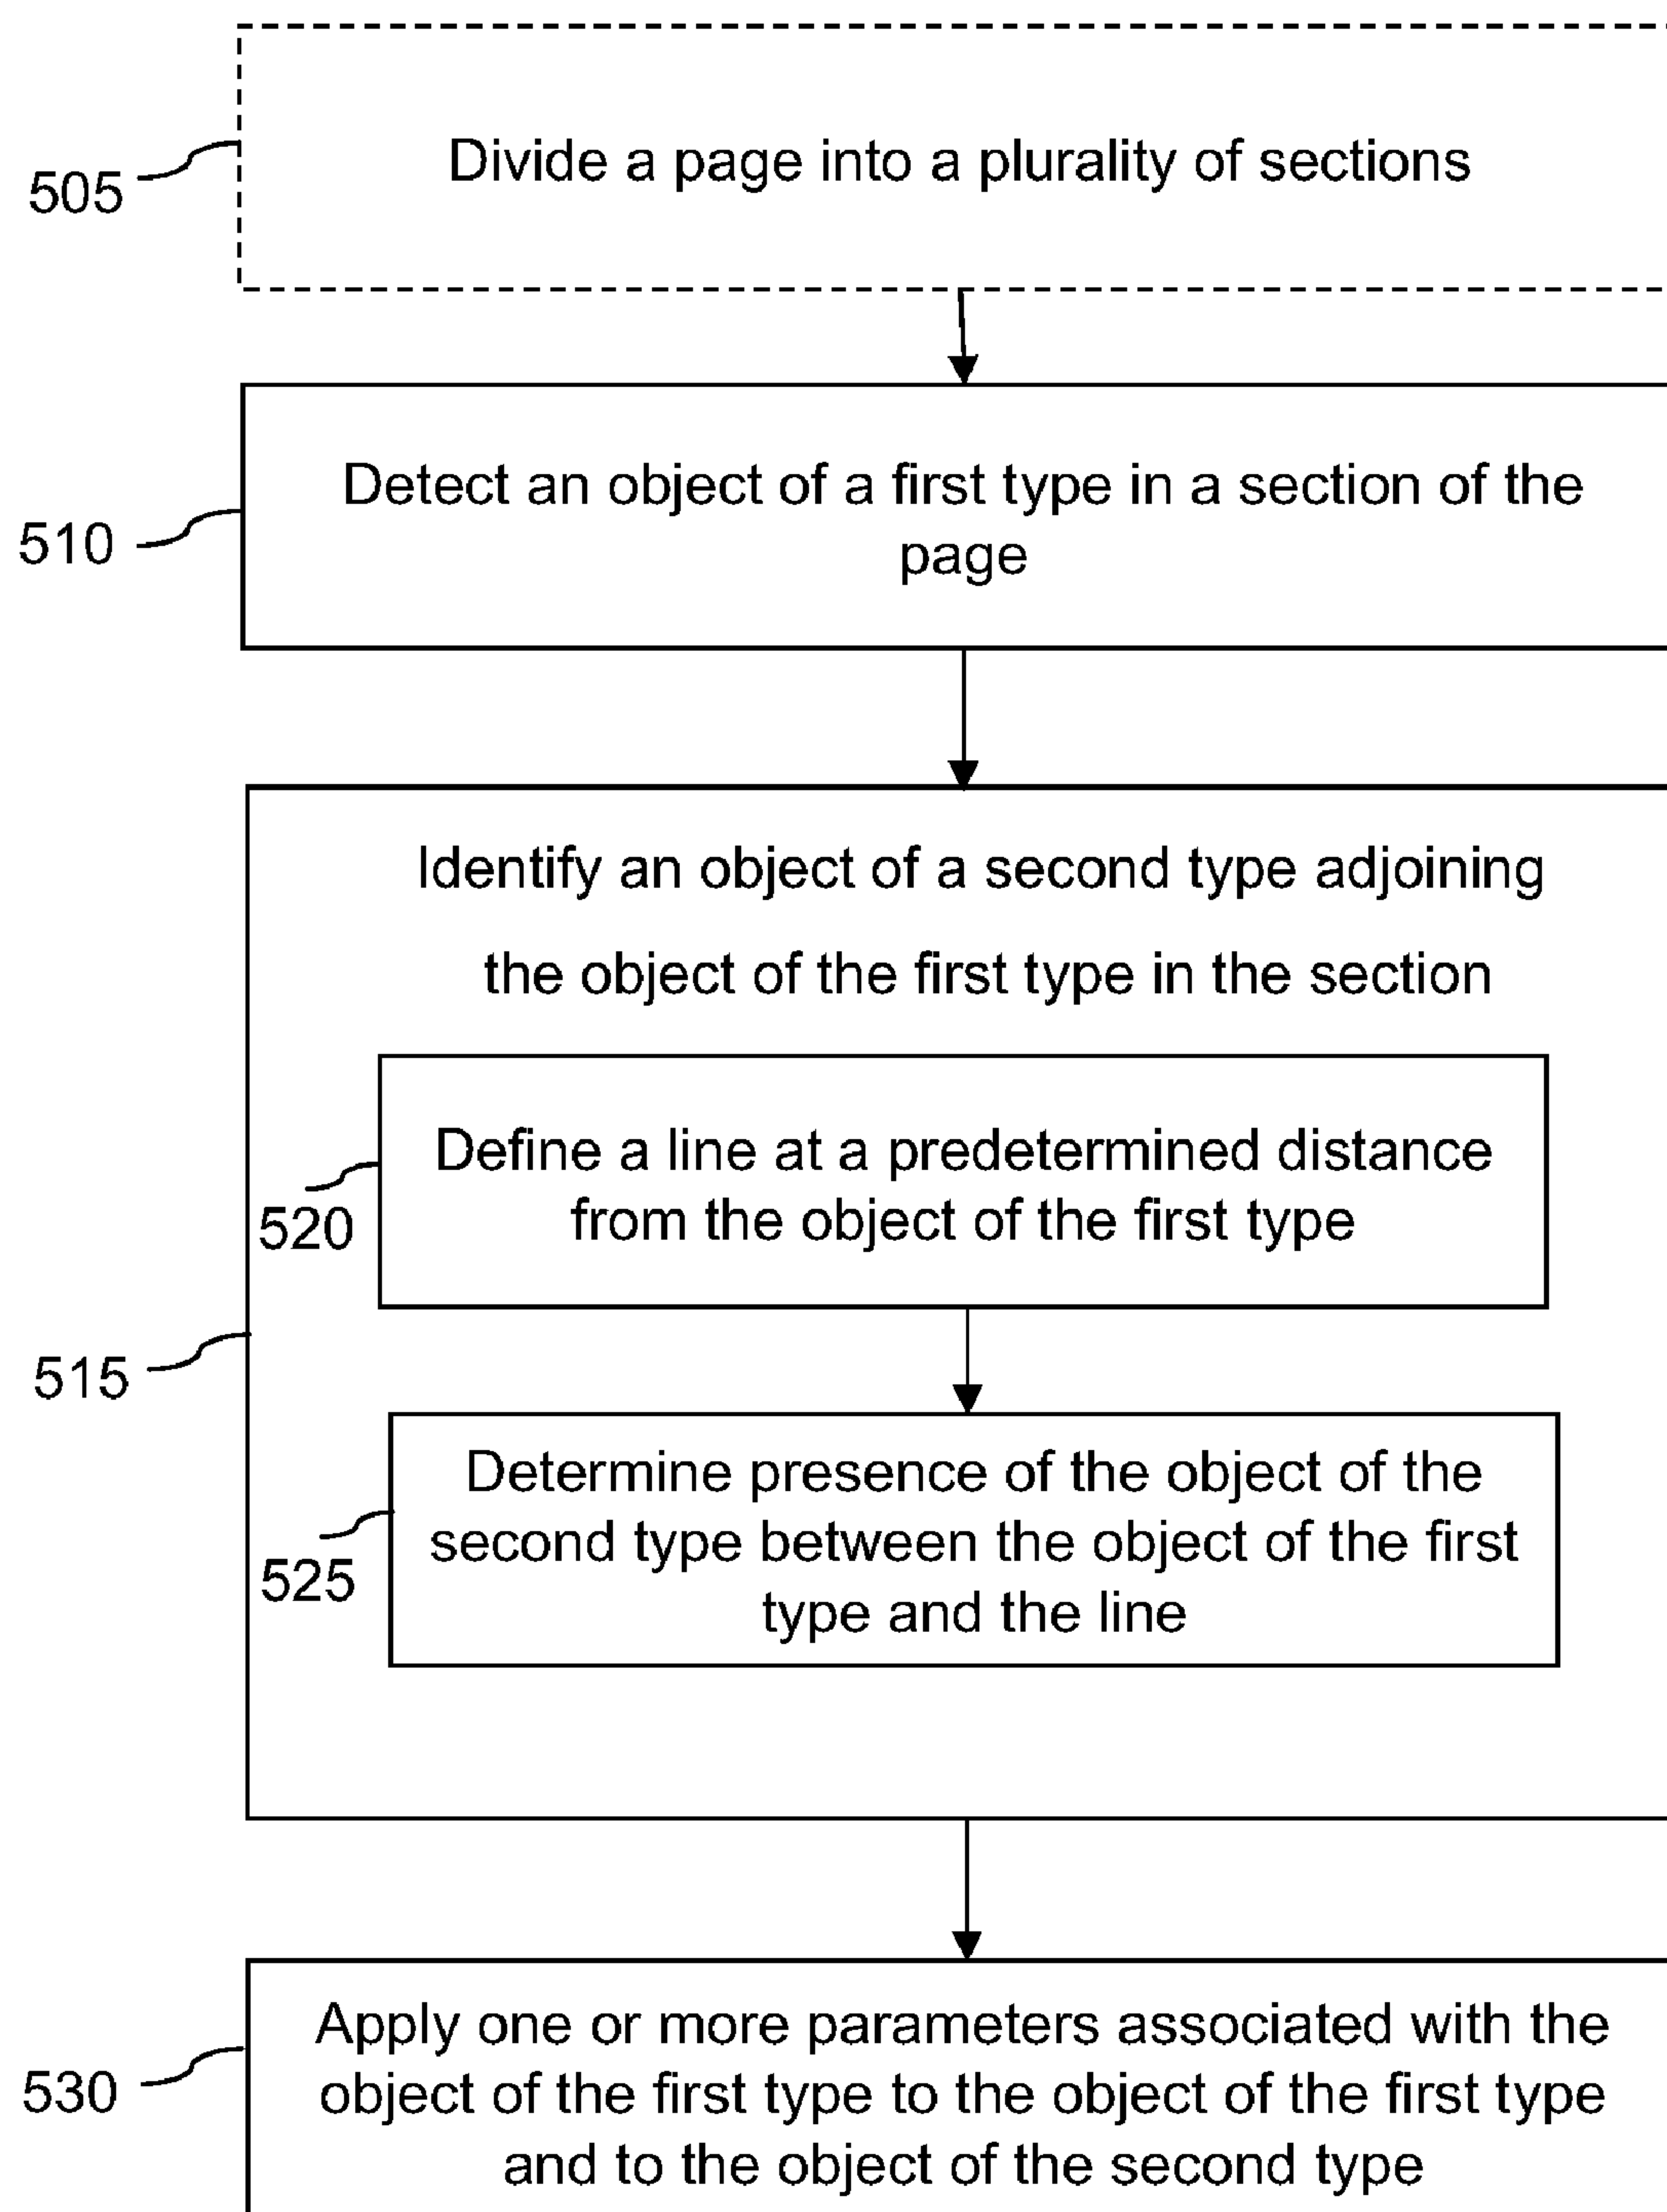 505
Divide a page into a plurality of sections
510
Detect an object of a first type in a section of the
page
515
Identify an object of a second type adjoining
the object of the first type in the section
520
Define a line at a predetermined distance
from the object of the first type
525
Determine presence of the object of the
second type between the object of the first
type and the line
530
Apply one or more parameters associated with the
object of the first type to the object of the first type
and to the object of the second type